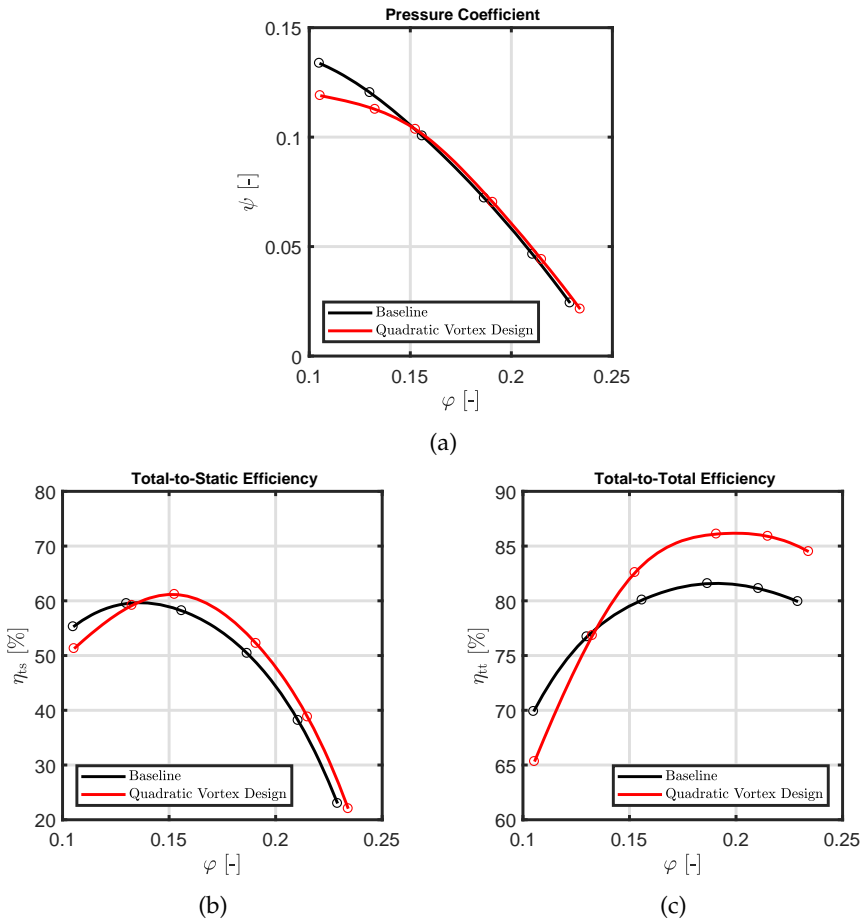 Pressure Coefficient
0.15
0.1
0.05
0
ψ [-]
Baseline
Quadratic Vortex Design
0.1 0.15 0.2 0.25
φ [-]
(a)
Total-to-Static Efficiency
80
70
60
50
40
30
20
η_ts [%]
Baseline
Quadratic Vortex Design
0.1 0.15 0.2 0.25
φ [-]
(b)
Total-to-Total Efficiency
90
85
80
75
70
65
60
η_tt [%]
Baseline
Quadratic Vortex Design
0.1 0.15 0.2 0.25
φ [-]
(c)